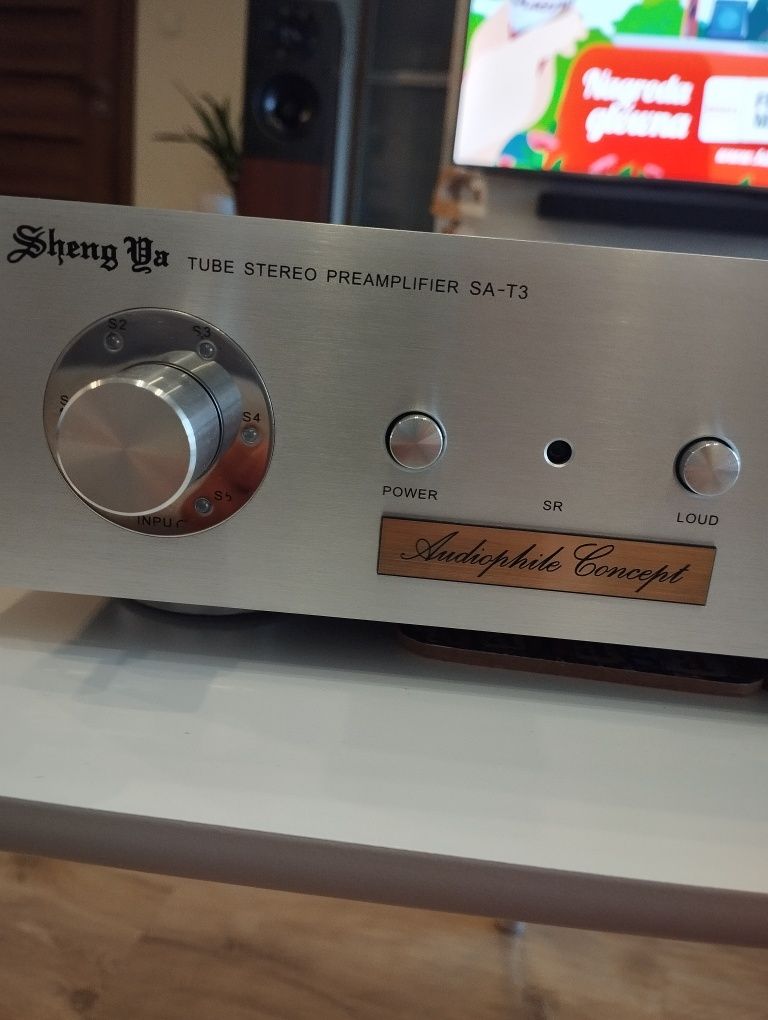 Nagroda
główna
Sheng Ya TUBE STEREO PREAMPLIFIER SA-T3
S2
S3
S4
S5
POWER
SR
LOUD
Audiophile Concept